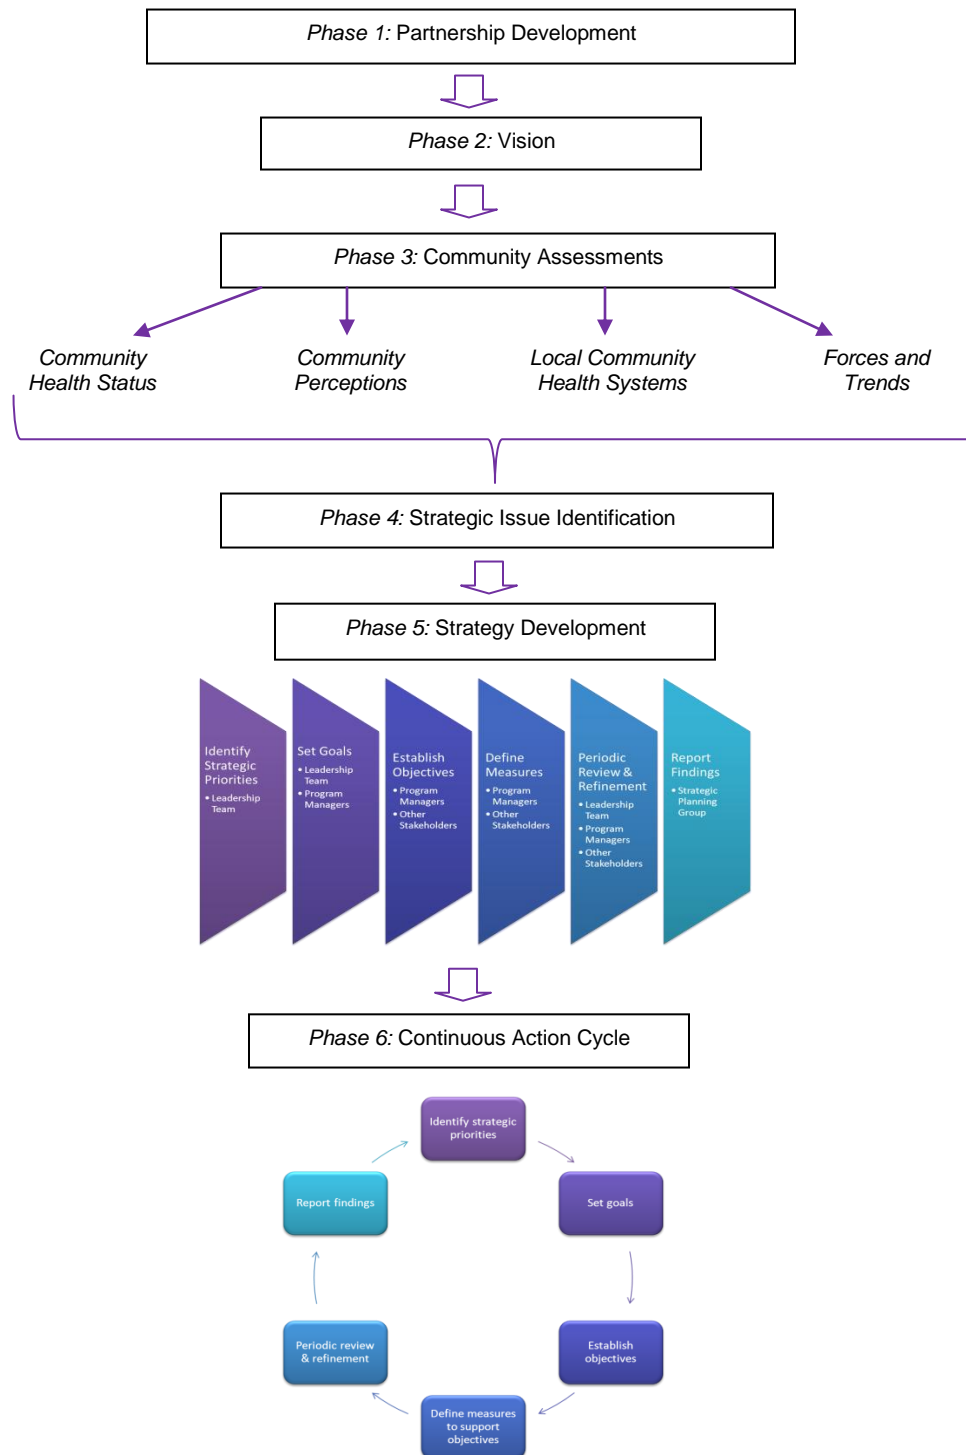 Phase 1: Partnership Development
Phase 2: Vision
Phase 3: Community Assessments
Community
Health Status
Community
Perceptions
Local Community
Health Systems
Forces and
Trends
Phase 4: Strategic Issue Identification
Phase 5: Strategy Development
Identify
Strategic
Priorities
• Leadership
Team
Set Goals
• Leadership
Team
• Program
Managers
Establish
Objectives
• Program
Managers
• Other
Stakeholders
Define
Measures
• Program
Managers
• Other
Stakeholders
Periodic
Review &
Refinement
• Leadership
Team
• Program
Managers
• Other
Stakeholders
Report
Findings
• Strategic
Planning
Group
Phase 6: Continuous Action Cycle
Identify strategic
priorities
Set goals
Establish
objectives
Define measures
to support
objectives
Periodic review
& refinement
Report findings